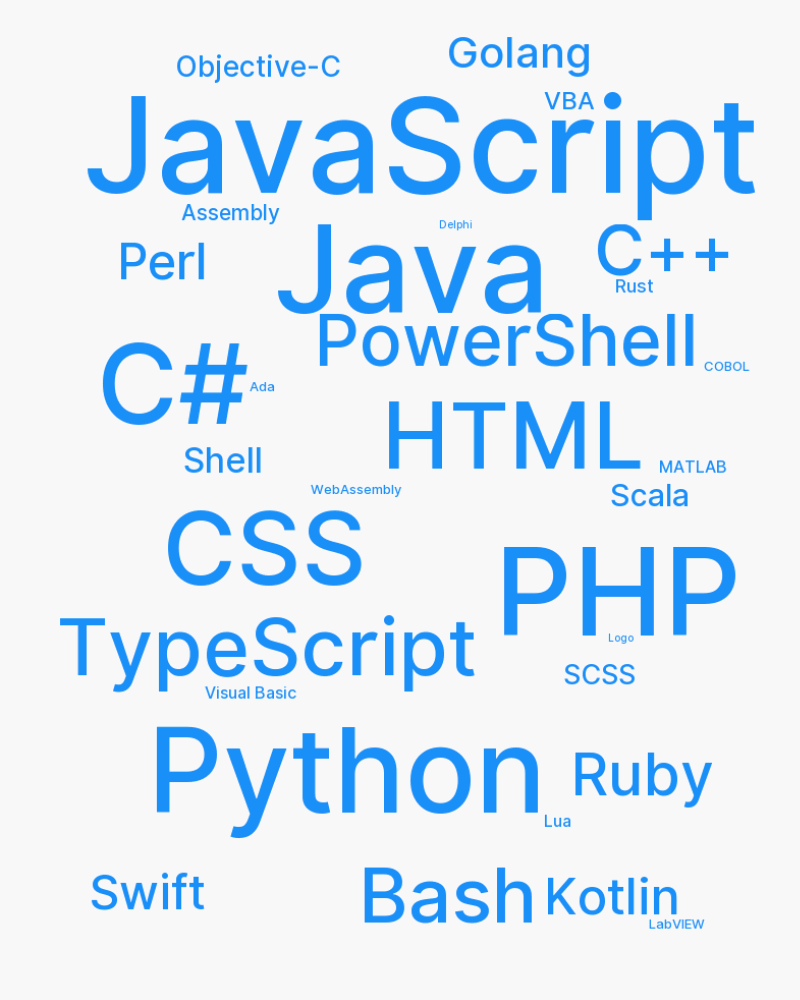 Golang
Objective-C
VBA
JavaScript
Assembly
Delphi
Perl
Java
C++
Rust
PowerShell
COBOL
C#
Ada
HTML
Shell
MATLAB
WebAssembly
Scala
CSS
PHP
Logo
TypeScript
SCSS
Visual Basic
Python
Ruby
Lua
Swift
Bash
Kotlin
LabVIEW